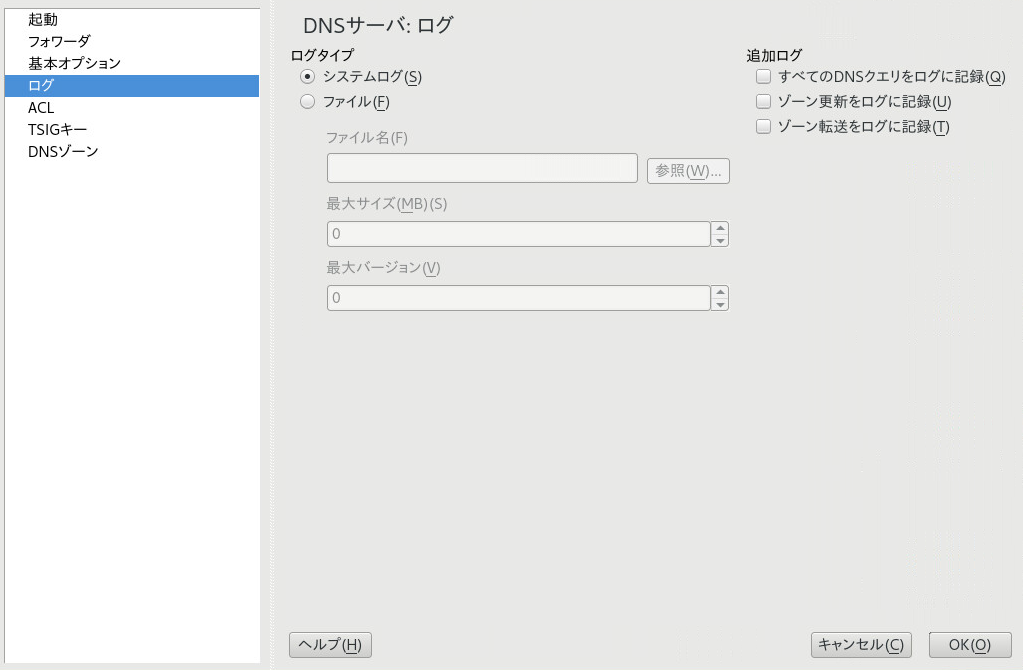 起動
フォワーダ
基本オプション
ログ
ACL
TSIGキー
DNSゾーン
DNSサーバ: ログ
ログタイプ
システムログ(S)
ファイル(F)
ファイル名(F)
参照(W)...
最大サイズ(MB)(S)
0
最大バージョン(V)
0
追加ログ
すべてのDNSクエリをログに記録(Q)
ゾーン更新をログに記録(U)
ゾーン転送をログに記録(T)
ヘルプ(H)
キャンセル(C)
OK(O)